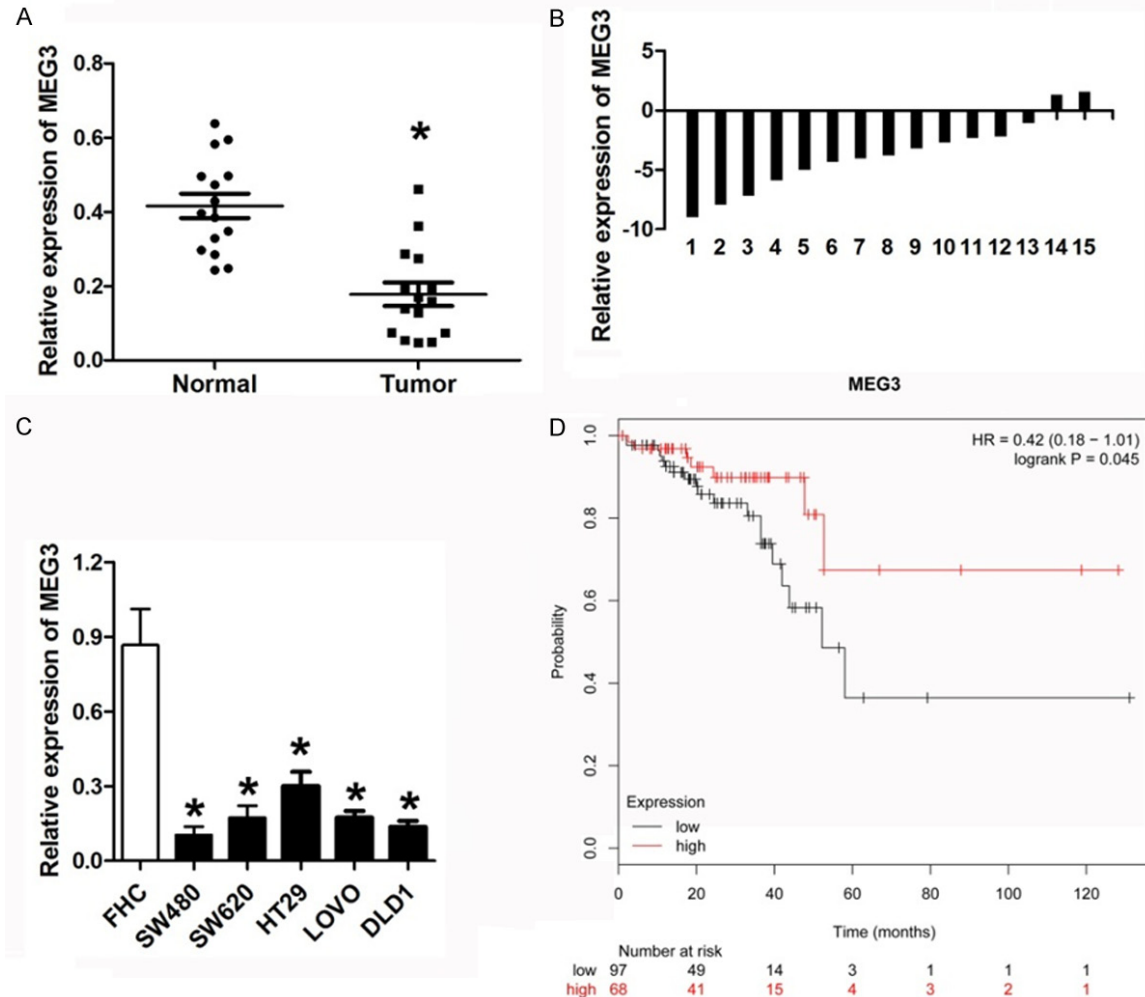 A
Relative expression of MEG3
0.8
0.6
0.4
0.2
0.0
*
Normal Tumor
B
Relative expression of MEG3
5
0
-5
-10
1 2 3 4 5 6 7 8 9 10 11 12 13 14 15
C
Relative expression of MEG3
1.2
0.9
0.6
0.3
0.0
* * * * *
FHC SW480 SW620 HT29 LOVO DLD1
D
MEG3
HR = 0.42 (0.18 − 1.01)
logrank P = 0.045
Probability
1.0
0.8
0.6
0.4
0.2
0.0
Expression
low
high
0 20 40 60 80 100 120
Time (months)
Number at risk
low 97 49 14 3 1 1 1
high 68 41 15 4 3 2 1